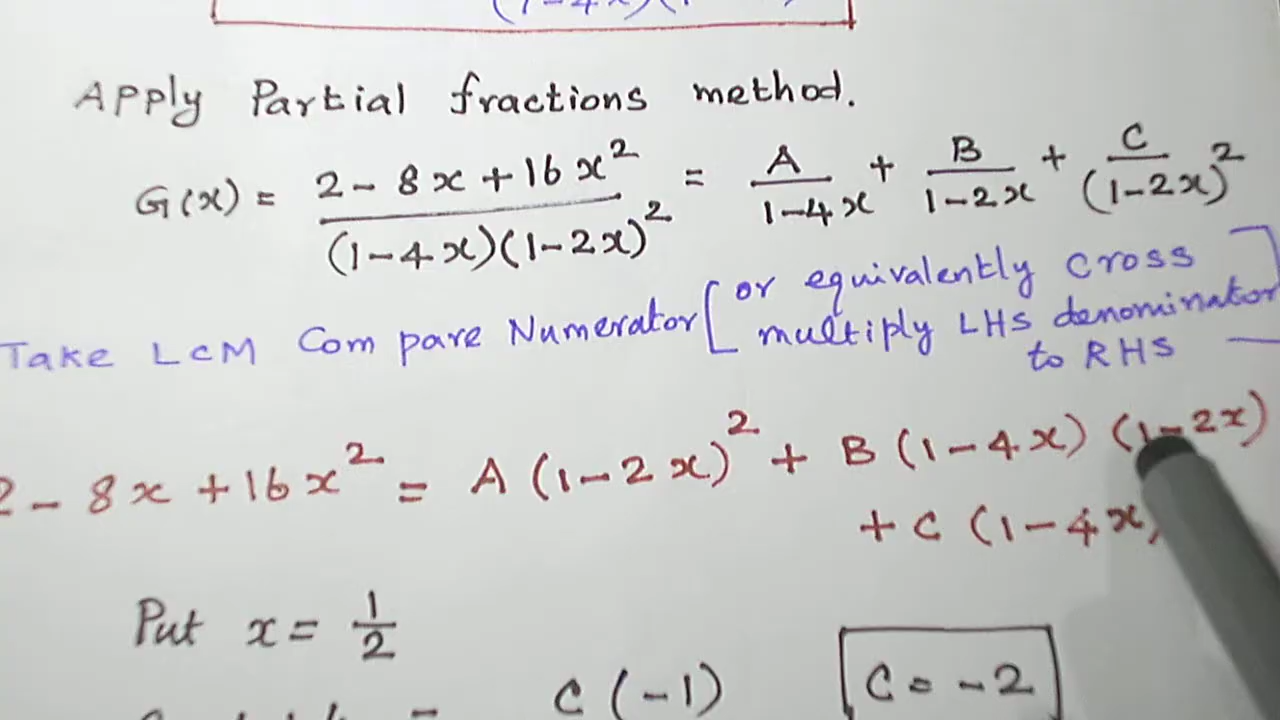 Apply Partial fractions method.
G(x) = 2 - 8x + 16x² / (1-4x)(1-2x)² = A / 1-4x + B / 1-2x + C / (1-2x)²
Take LCM Compare Numerator [or equivalently cross
multiply LHS denominator
to RHS]
2 - 8x + 16x² = A(1-2x)² + B(1-4x)(1-2x)
+ C(1-4x
Put x = 1/2
C(-1) C = -2